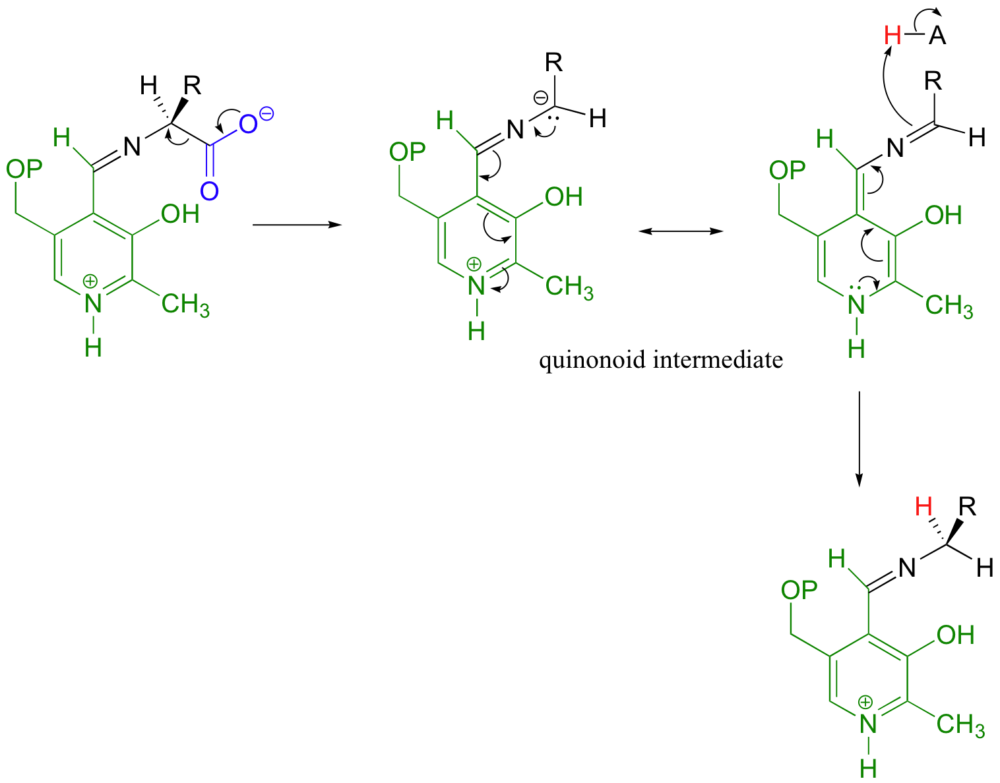 H R
O ⊖
H N
OP
O
OH
⊕
N CH3
H
R
⊖
H N H
OP
OH
⊕
N CH3
H
H A
R
H N H
OP
OH
N CH3
H
quinonoid intermediate
H R
H N H
OP
OH
⊕
N CH3
H